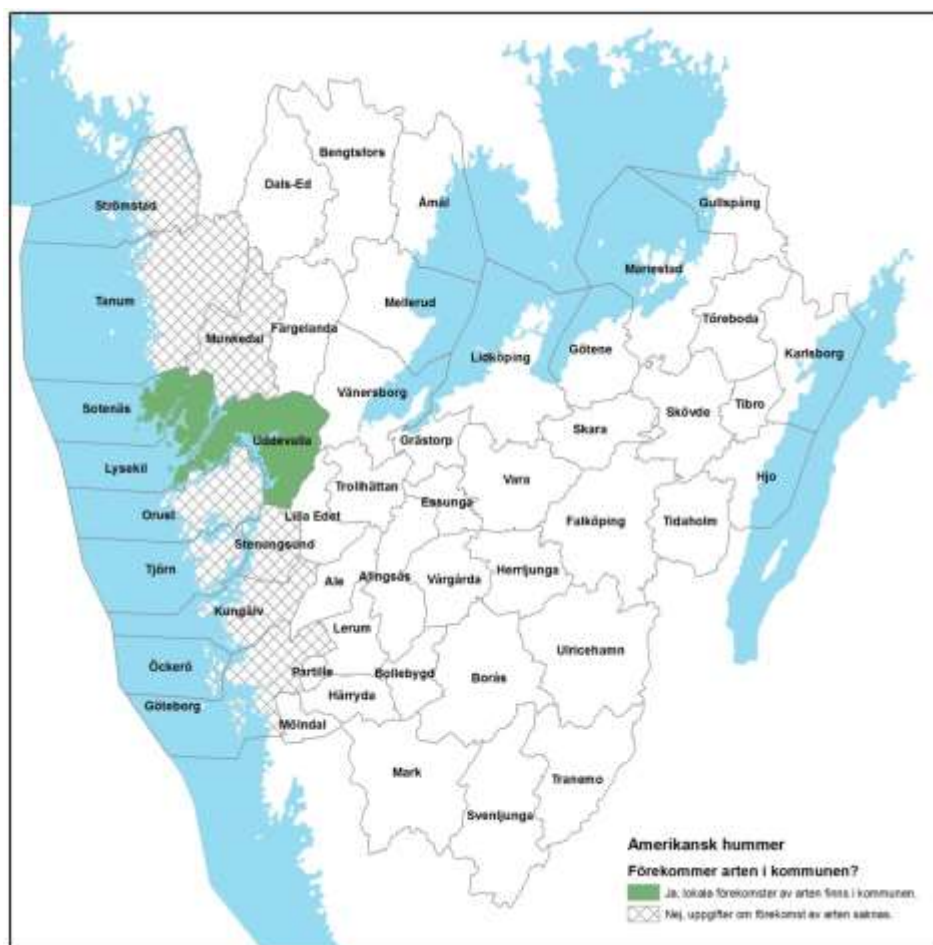 Bengtsfors
Dals-Ed
Åmål
Strömstad
Gullspång
Mariestad
Tanum
Mellerud
Munkedal
Färgelanda
Töreboda
Lidköping
Götene
Karlsborg
Vänersborg
Sotenäs
Skövde
Tibro
Skara
Uddevalla
Grästorp
Lysekil
Vara
Hjo
Trollhättan
Essunga
Orust
Lilla Edet
Falköping
Tidaholm
Stenungsund
Tjörn
Ale
Alingsås
Vårgårda
Herrljunga
Kungälv
Lerum
Ulricehamn
Öckerö
Partille
Bollebygd
Borås
Härryda
Göteborg
Mölndal
Mark
Tranemo
Svenljunga
Amerikansk hummer
Förekommer arten i kommunen?
Ja, lokala förekomster av arten finns i kommunen.
Nej, uppgifter om förekomst av arten saknas.